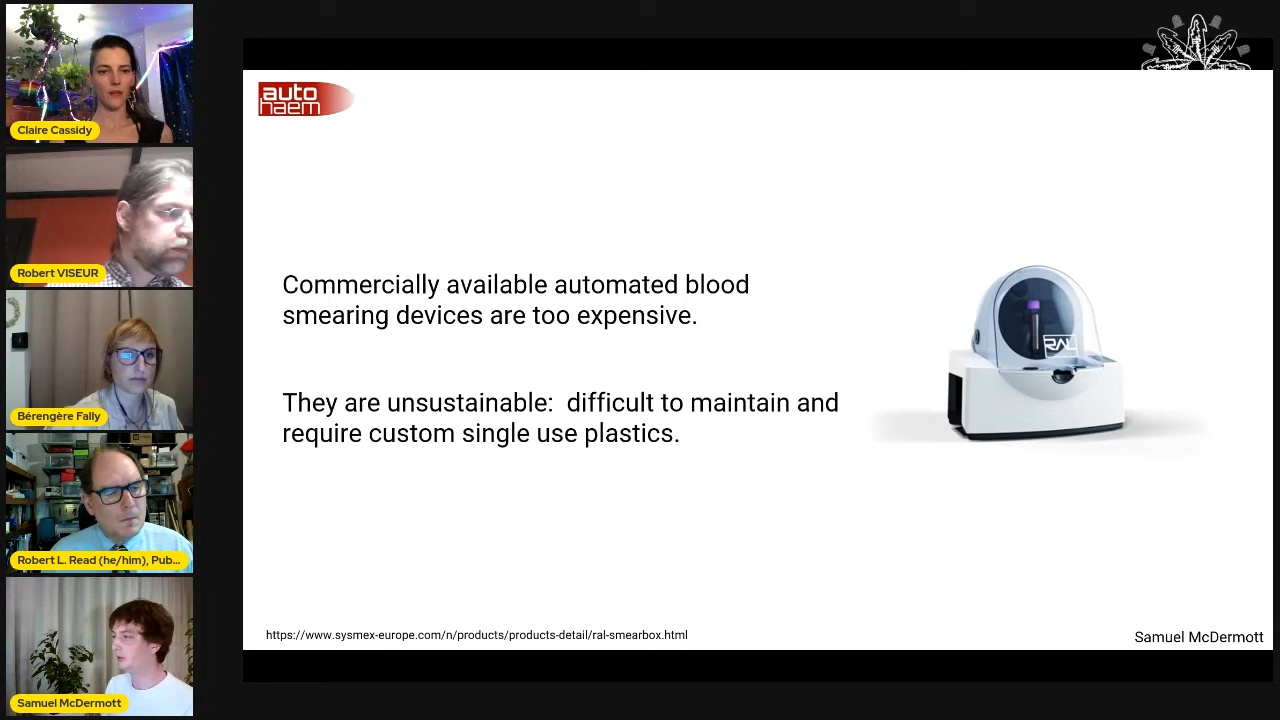 Claire Cassidy
Robert VISEUR
Bérengère Fally
Robert L. Read (he/him), Pub...
Samuel McDermott
auto
haem
Commercially available automated blood
smearing devices are too expensive.
They are unsustainable:  difficult to maintain and
require custom single use plastics.
RAL
https://www.sysmex-europe.com/n/products/products-detail/ral-smearbox.html
Samuel McDermott